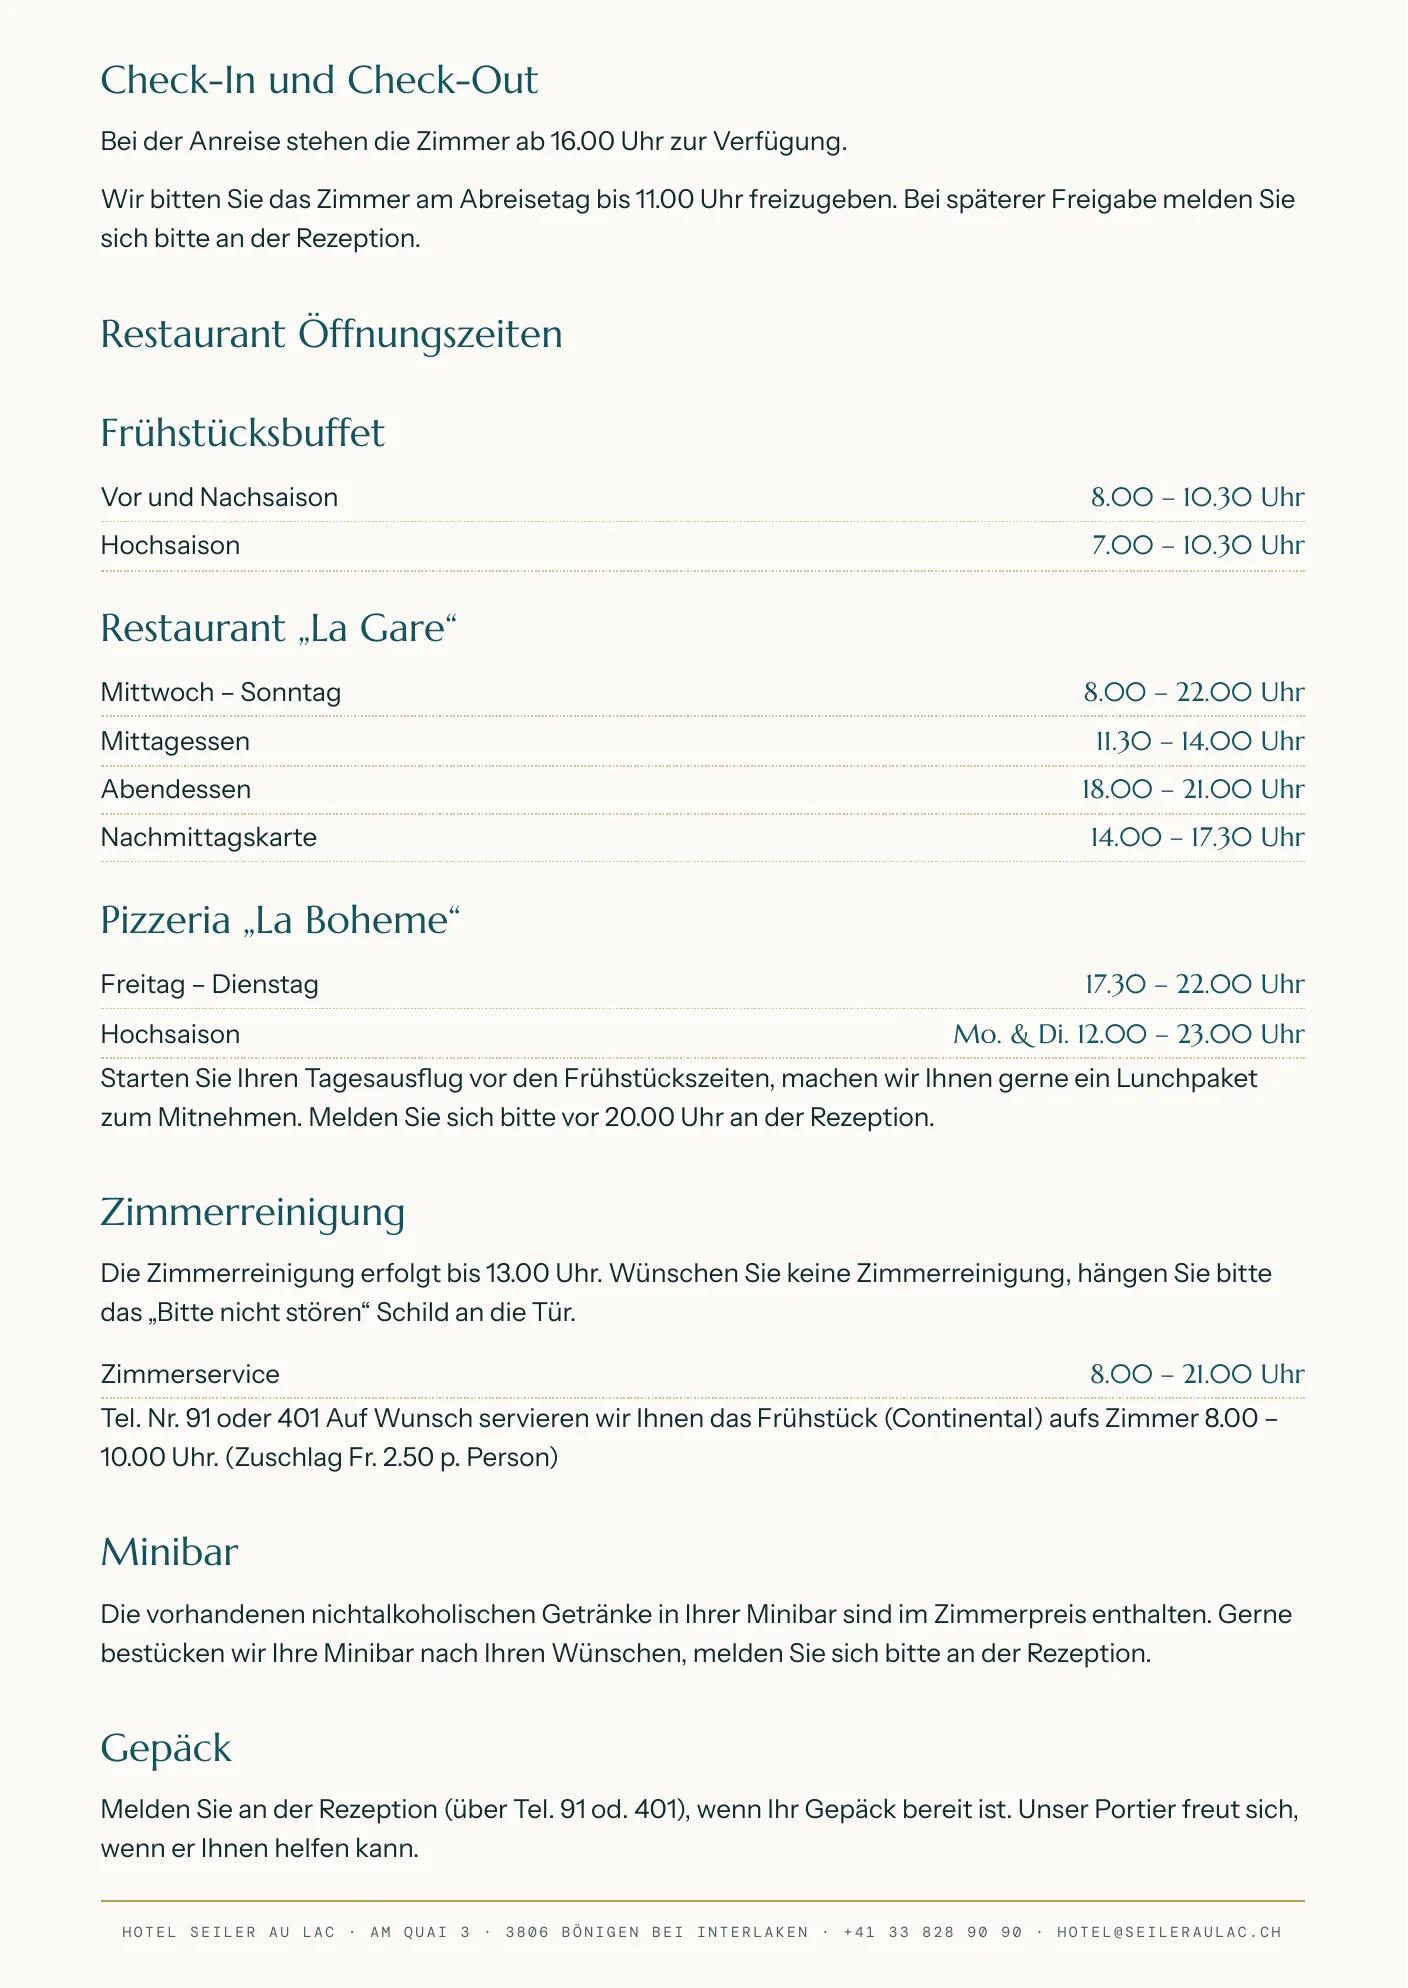 Check-In und Check-Out
Bei der Anreise stehen die Zimmer ab 16.00 Uhr zur Verfügung.
Wir bitten Sie das Zimmer am Abreisetag bis 11.00 Uhr freizugeben. Bei späterer Freigabe melden Sie
sich bitte an der Rezeption.
Restaurant Öffnungszeiten
Frühstücksbuffet
Vor und Nachsaison 8.00 – 10.30 Uhr
Hochsaison 7.00 – 10.30 Uhr
Restaurant „La Gare“
Mittwoch – Sonntag 8.00 – 22.00 Uhr
Mittagessen 11.30 – 14.00 Uhr
Abendessen 18.00 – 21.00 Uhr
Nachmittagskarte 14.00 – 17.30 Uhr
Pizzeria „La Boheme“
Freitag – Dienstag 17.30 – 22.00 Uhr
Hochsaison Mo. & Di. 12.00 – 23.00 Uhr
Starten Sie Ihren Tagesausflug vor den Frühstückszeiten, machen wir Ihnen gerne ein Lunchpaket
zum Mitnehmen. Melden Sie sich bitte vor 20.00 Uhr an der Rezeption.
Zimmerreinigung
Die Zimmerreinigung erfolgt bis 13.00 Uhr. Wünschen Sie keine Zimmerreinigung, hängen Sie bitte
das „Bitte nicht stören“ Schild an die Tür.
Zimmerservice 8.00 – 21.00 Uhr
Tel. Nr. 91 oder 401 Auf Wunsch servieren wir Ihnen das Frühstück (Continental) aufs Zimmer 8.00 –
10.00 Uhr. (Zuschlag Fr. 2.50 p. Person)
Minibar
Die vorhandenen nichtalkoholischen Getränke in Ihrer Minibar sind im Zimmerpreis enthalten. Gerne
bestücken wir Ihre Minibar nach Ihren Wünschen, melden Sie sich bitte an der Rezeption.
Gepäck
Melden Sie an der Rezeption (über Tel. 91 od. 401), wenn Ihr Gepäck bereit ist. Unser Portier freut sich,
wenn er Ihnen helfen kann.
HOTEL SEILER AU LAC · AM QUAI 3 · 3806 BÖNIGEN BEI INTERLAKEN · +41 33 828 90 90 · HOTEL@SEILERAULAC.CH